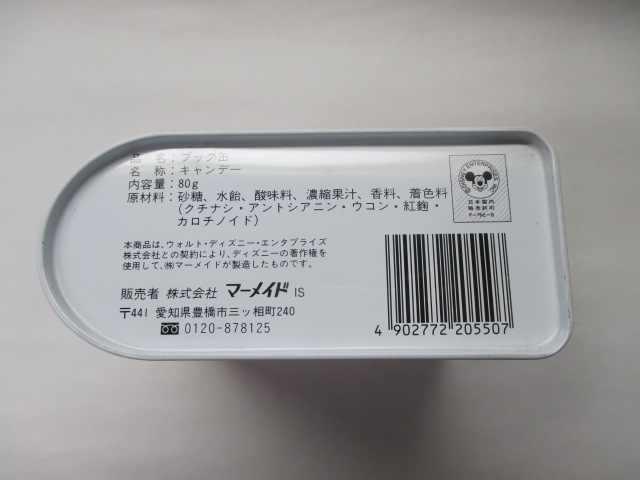 品名：ブック缶
名称：キャンデー
内容量：80g
原材料：砂糖、水飴、酸味料、濃縮果汁、香料、着色料
(クチナシ・アントシアニン・ウコン・紅麹・
カロチノイド)
本商品は、ウォルト・ディズニー・エンタプライズ
株式会社との契約により、ディズニーの著作権を
使用して、㈱マーメイドが製造したものです。
販売者 株式会社 マーメイド IS
〒441 愛知県豊橋市三ッ相町240
0120-878125
日本国内
販売許可
4 902772 205507